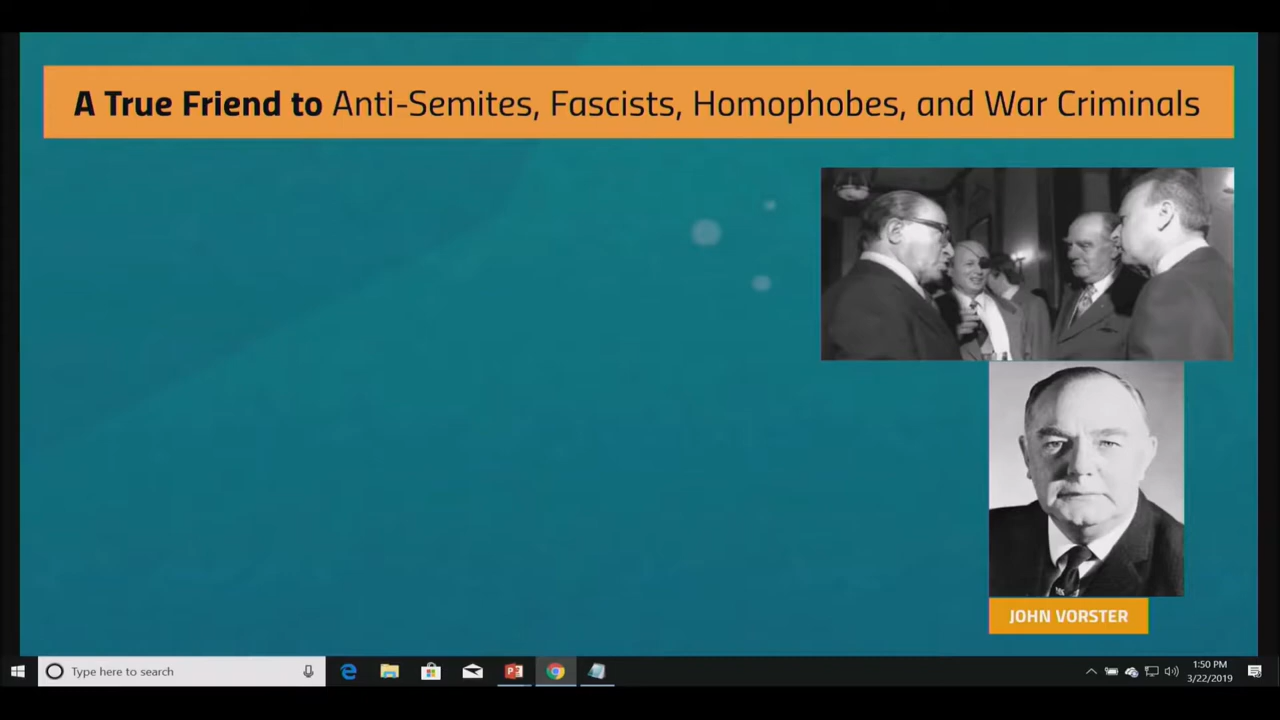 A True Friend to Anti-Semites, Fascists, Homophobes, and War Criminals
JOHN VORSTER
Type here to search
1:50 PM
3/22/2019